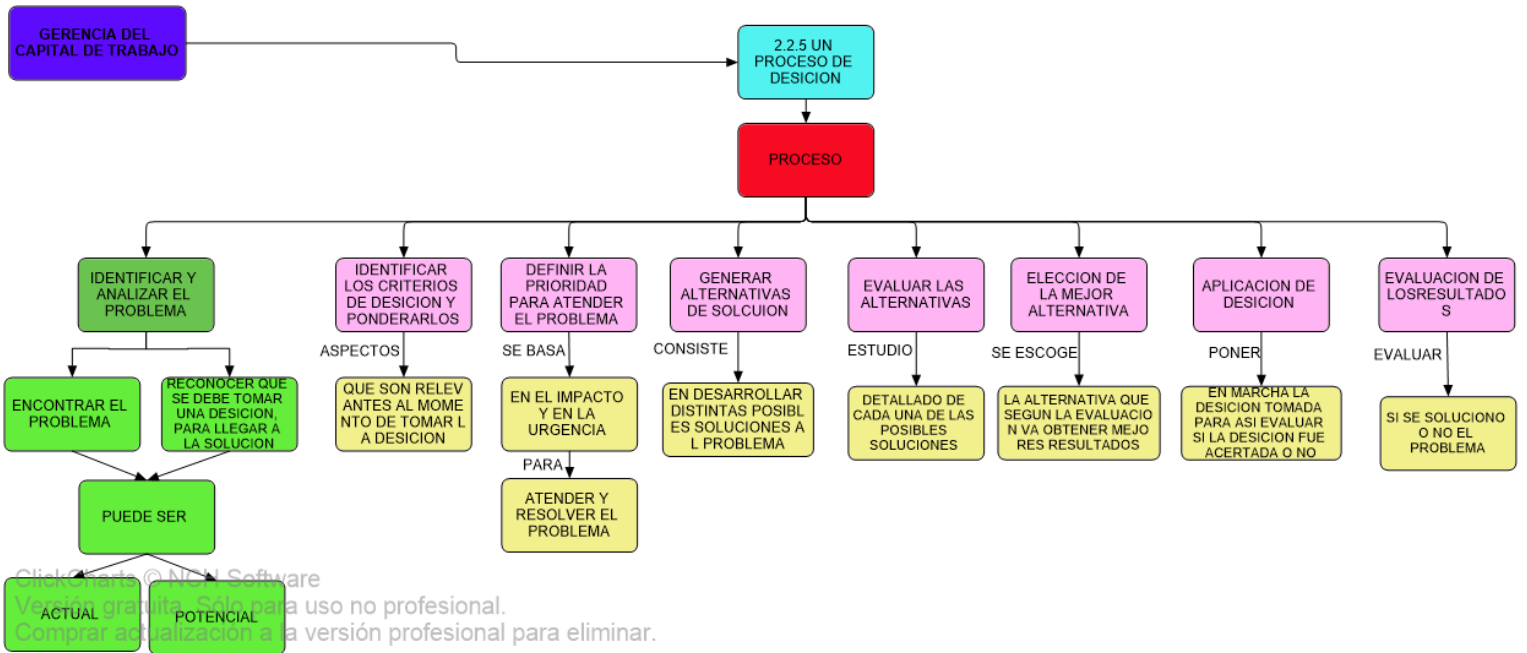 GERENCIA DEL
CAPITAL DE TRABAJO
2.2.5 UN
PROCESO DE
DESICION
PROCESO
IDENTIFICAR Y
ANALIZAR EL
PROBLEMA
IDENTIFICAR
LOS CRITERIOS
DE DESICION Y
PONDERARLOS
DEFINIR LA
PRIORIDAD
PARA ATENDER
EL PROBLEMA
GENERAR
ALTERNATIVAS
DE SOLCUION
EVALUAR LAS
ALTERNATIVAS
ELECCION DE
LA MEJOR
ALTERNATIVA
APLICACION DE
DESICION
EVALUACION DE
LOSRESULTADO
S
ASPECTOS
SE BASA
CONSISTE
ESTUDIO
SE ESCOGE
PONER
EVALUAR
ENCONTRAR EL
PROBLEMA
RECONOCER QUE
SE DEBE TOMAR
UNA DESICION,
PARA LLEGAR A
LA SOLUCION
QUE SON RELEV
ANTES AL MOME
NTO DE TOMAR L
A DESICION
EN EL IMPACTO
Y EN LA
URGENCIA
EN DESARROLLAR
DISTINTAS POSIBL
ES SOLUCIONES A
L PROBLEMA
DETALLADO DE
CADA UNA DE LAS
POSIBLES
SOLUCIONES
LA ALTERNATIVA QUE
SEGUN LA EVALUACIO
N VA OBTENER MEJO
RES RESULTADOS
EN MARCHA LA
DESICION TOMADA
PARA ASI EVALUAR
SI LA DESICION FUE
ACERTADA O NO
SI SE SOLUCIONO
O NO EL
PROBLEMA
PARA
ATENDER Y
RESOLVER EL
PROBLEMA
PUEDE SER
ACTUAL
POTENCIAL
ClickCharts © NCH Software
Versión gratuita. Sólo para uso no profesional.
Comprar actualización a la versión profesional para eliminar.